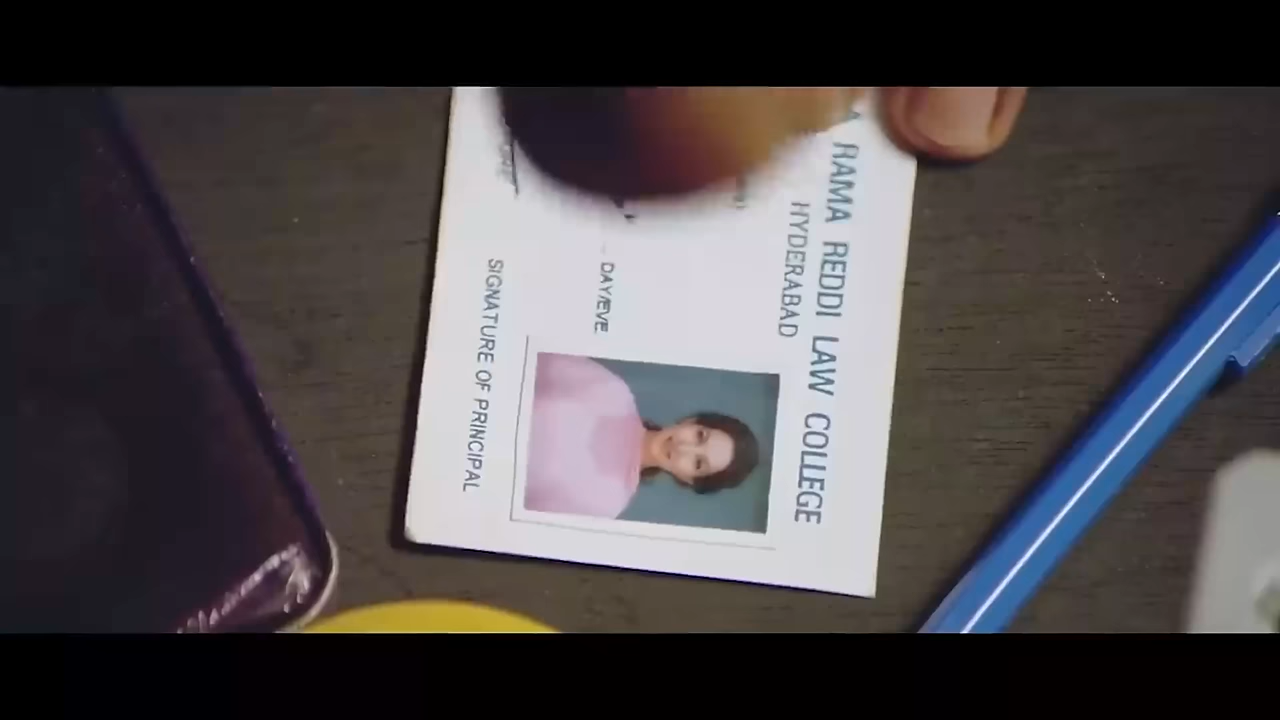 RAMA REDDI LAW COLLEGE
HYDERABAD
DAY/EVE
SIGNATURE OF PRINCIPAL